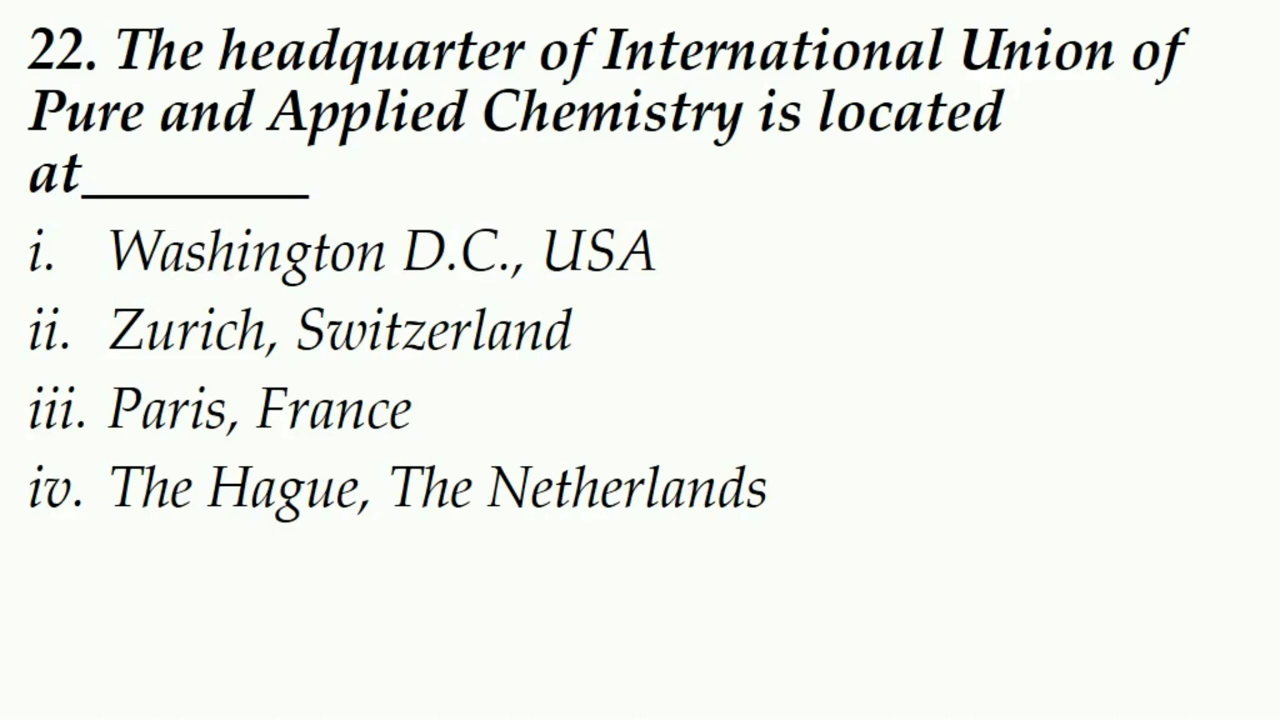 22. The headquarter of International Union of
Pure and Applied Chemistry is located
at________
i. Washington D.C., USA
ii. Zurich, Switzerland
iii. Paris, France
iv. The Hague, The Netherlands